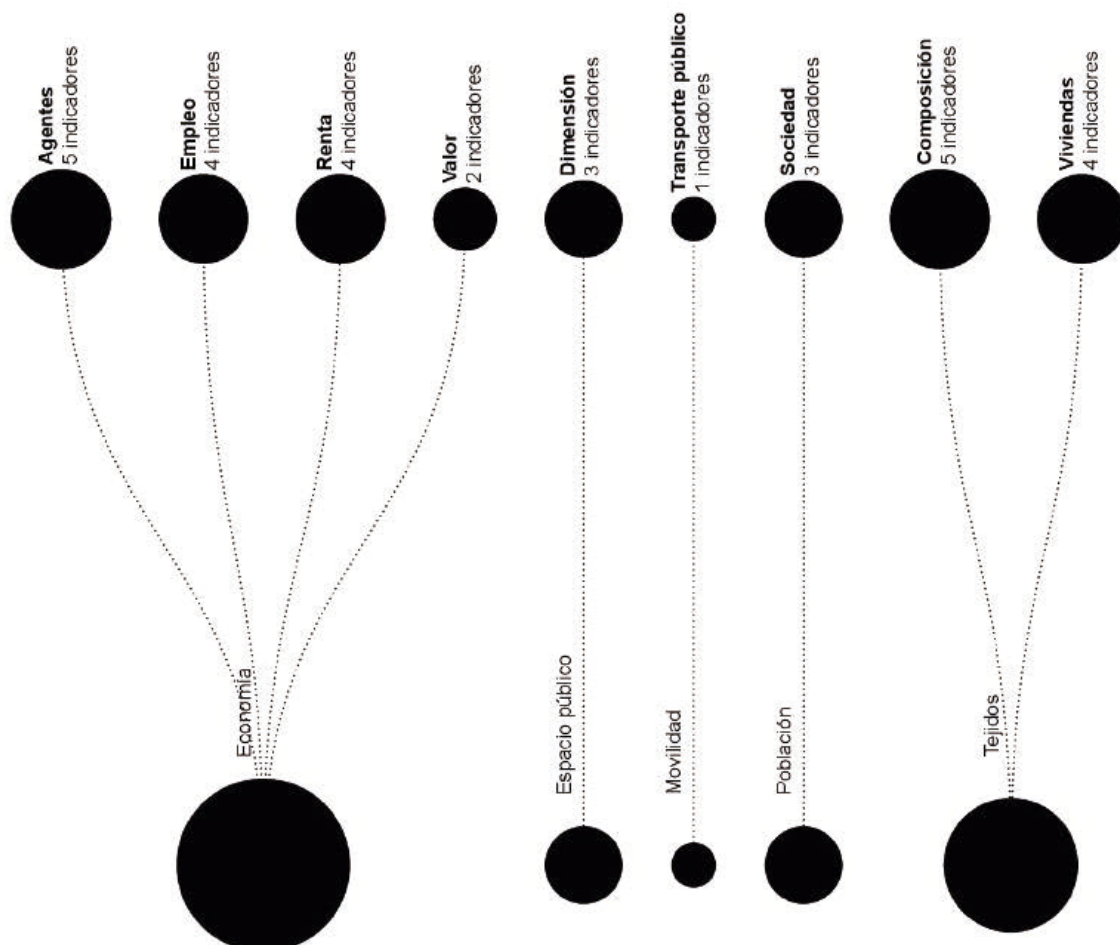 Agentes
5 indicadores
Empleo
4 indicadores
Renta
4 indicadores
Valor
2 indicadores
Dimensión
3 indicadores
Transporte público
1 indicadores
Sociedad
3 indicadores
Composición
5 indicadores
Viviendas
4 indicadores
Economía
Espacio público
Movilidad
Población
Tejidos